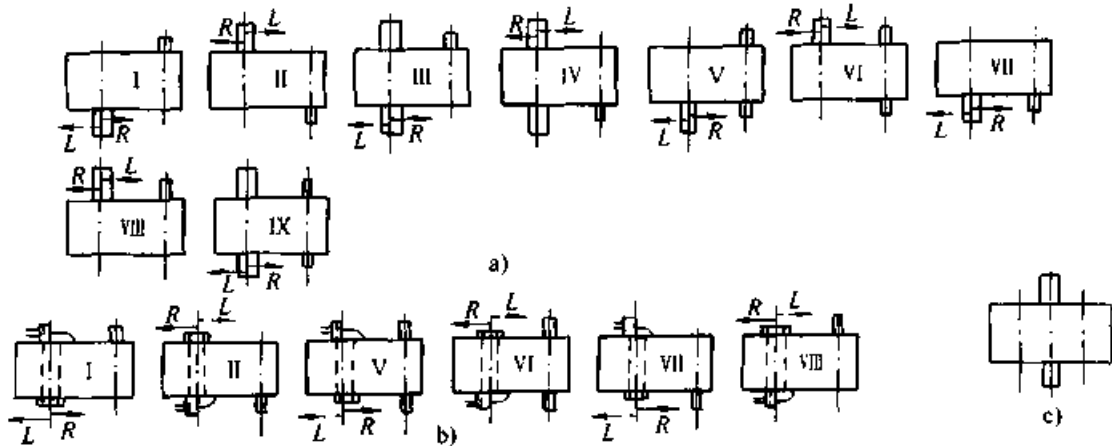 R L
R L
R L
I II III IV V VI VII
L R
L R
L R
L R
R L
VIII IX
L R
a)
R L
R L
R L
I II V VI VII VIII
L R
L R
L R
b)
c)